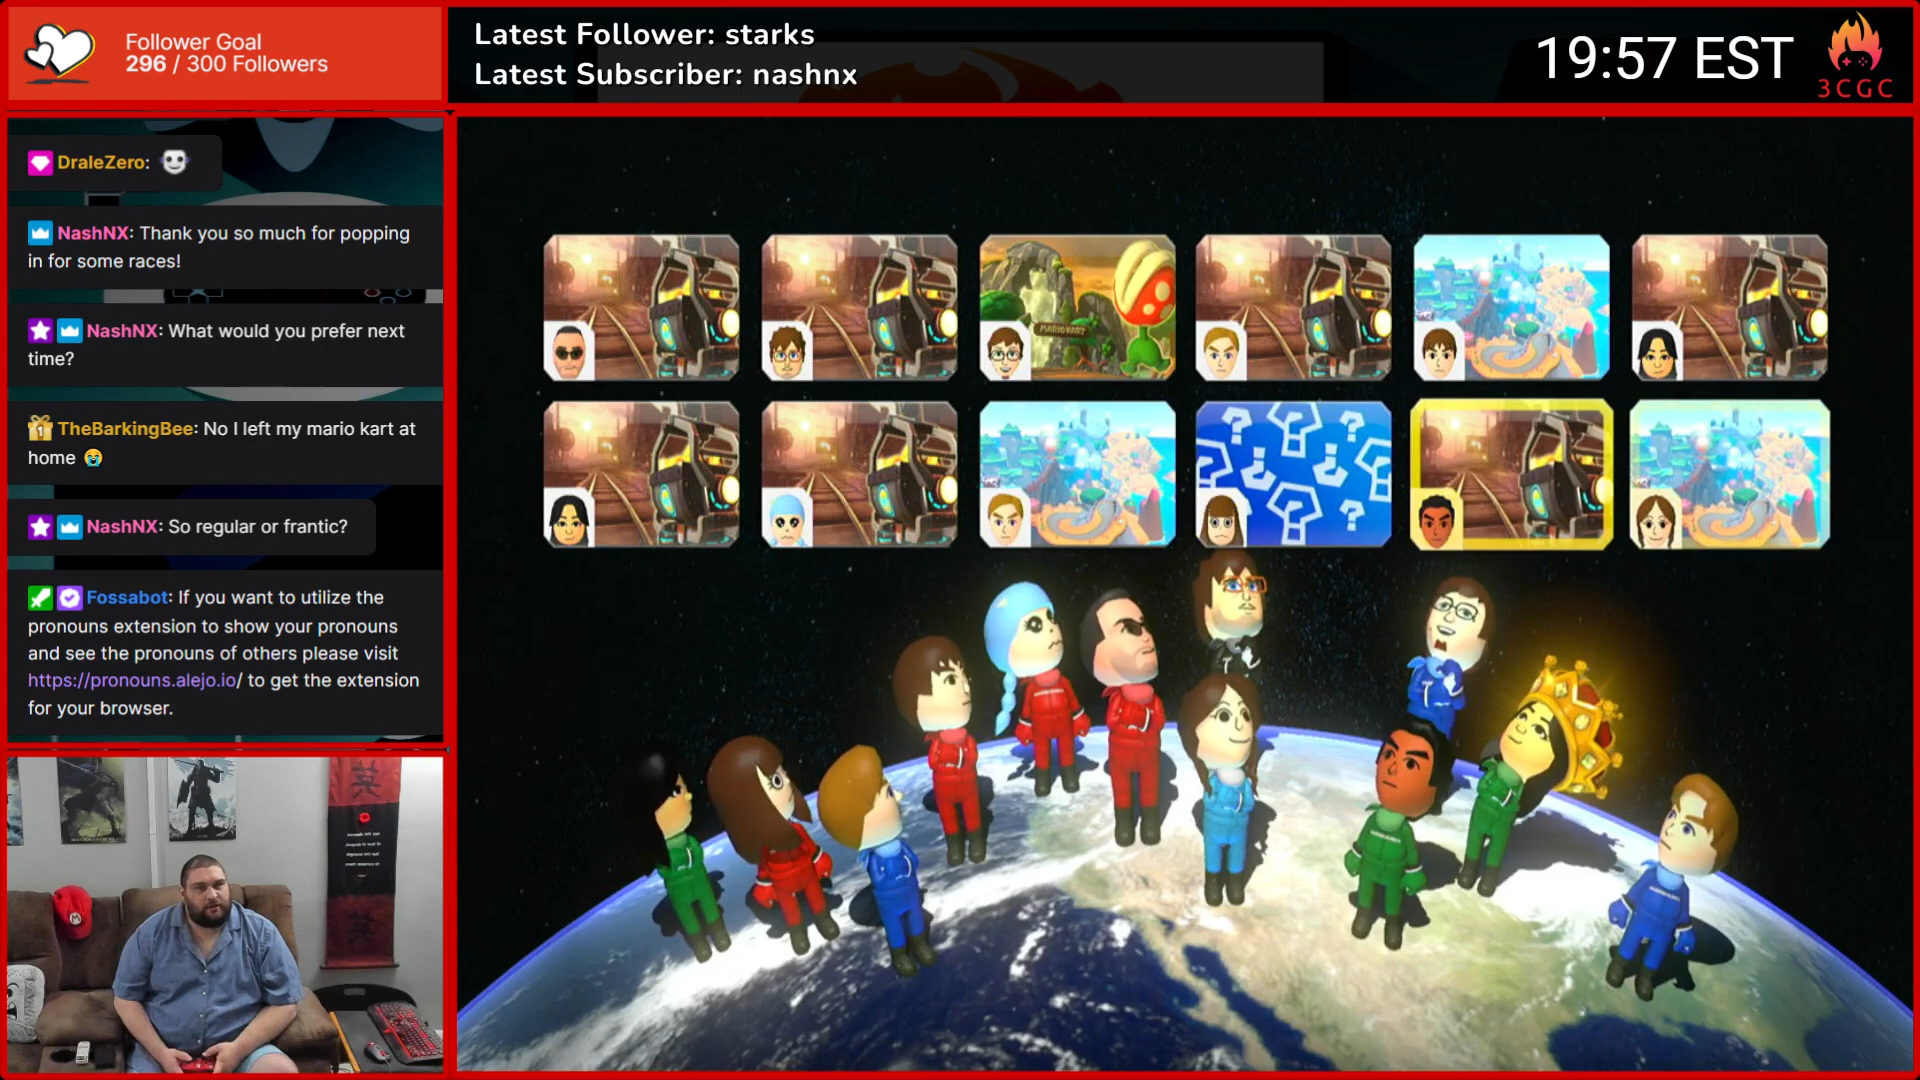 Follower Goal
296 / 300 Followers
Latest Follower: starks
Latest Subscriber: nashnx
19:57 EST
3CGC
DraleZero:
NashNX: Thank you so much for popping
in for some races!
NashNX: What would you prefer next
time?
TheBarkingBee: No I left my mario kart at
home 😭
NashNX: So regular or frantic?
Fossabot: If you want to utilize the
pronouns extension to show your pronouns
and see the pronouns of others please visit
https://pronouns.alejo.io/ to get the extension
for your browser.
MARIO KART